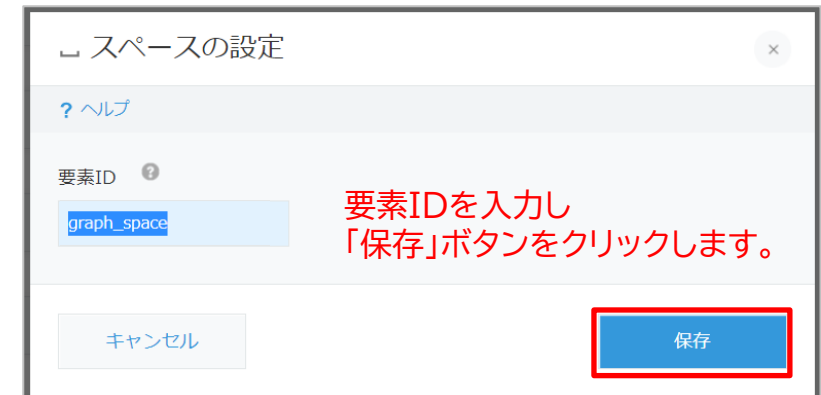 スペースの設定
×
? ヘルプ
要素ID ?
graph_space
要素IDを入力し
「保存」ボタンをクリックします。
キャンセル
保存